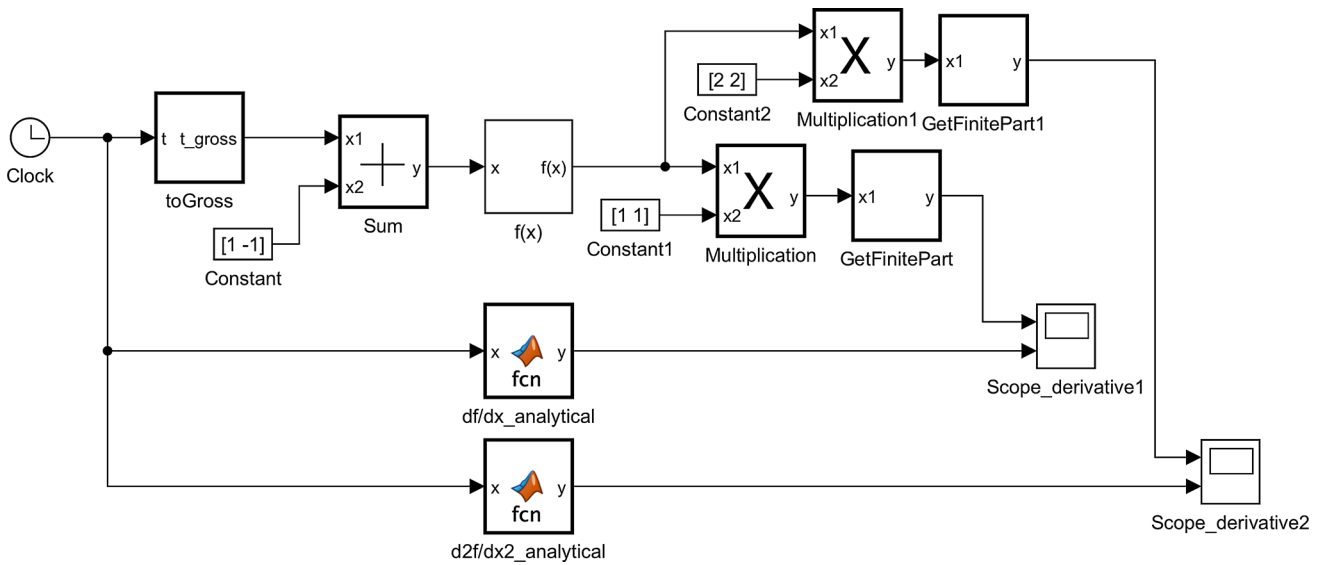 Clock
t t_gross
toGross
[1 -1]
Constant
x1
x2
y
Sum
x f(x)
f(x)
[2 2]
Constant2
x1
x2
X
y
Multiplication1
x1 y
GetFinitePart1
[1 1]
Constant1
x1
x2
X
y
Multiplication
x1 y
GetFinitePart
Scope_derivative1
x y
fcn
df/dx_analytical
x y
fcn
d2f/dx2_analytical
Scope_derivative2